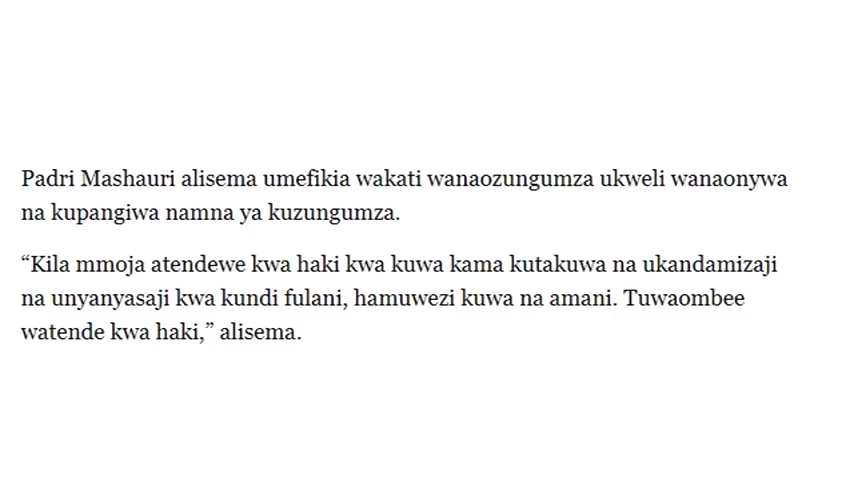 Padri Mashauri alisema umefikia wakati wanaozungumza ukweli wanaonywa
na kupangiwa namna ya kuzungumza.
“Kila mmoja atendewe kwa haki kwa kuwa kama kutakuwa na ukandamizaji
na unyanyasaji kwa kundi fulani, hamuwezi kuwa na amani. Tuwaombee
watende kwa haki,” alisema.